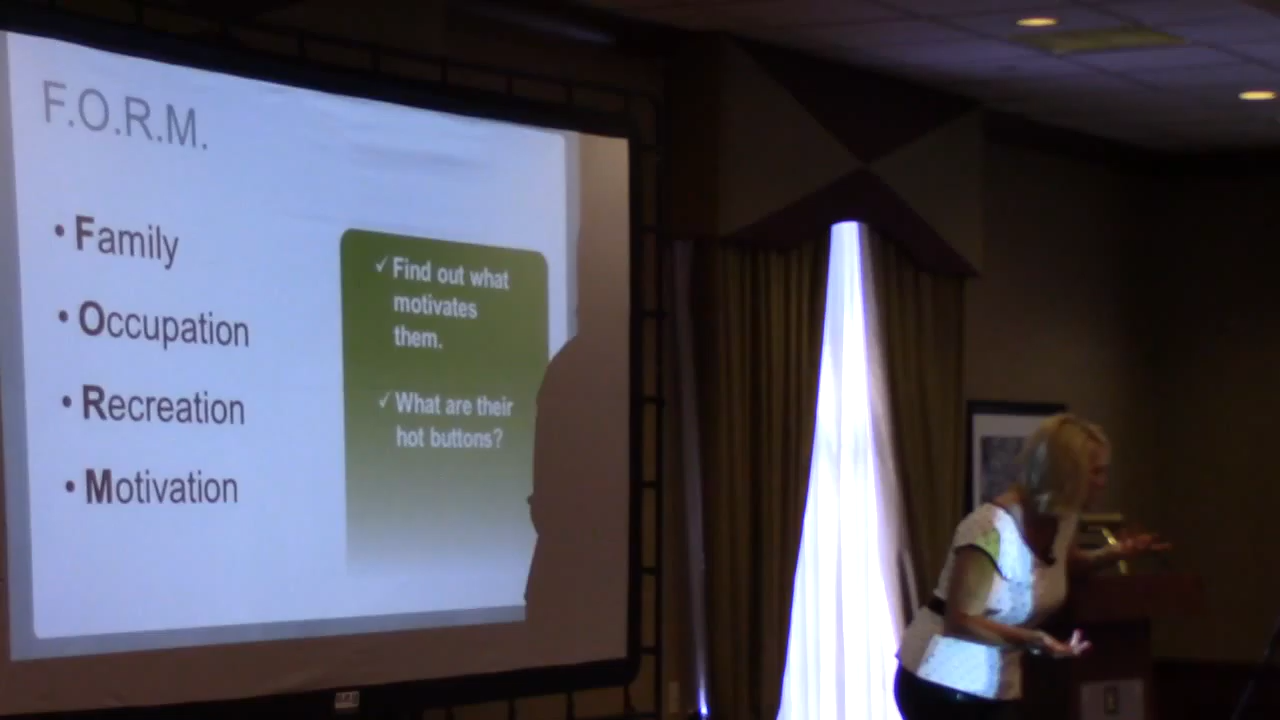 F.O.R.M.
• Family
• Occupation
• Recreation
• Motivation
✓ Find out what
motivates
them.
✓ What are their
hot buttons?